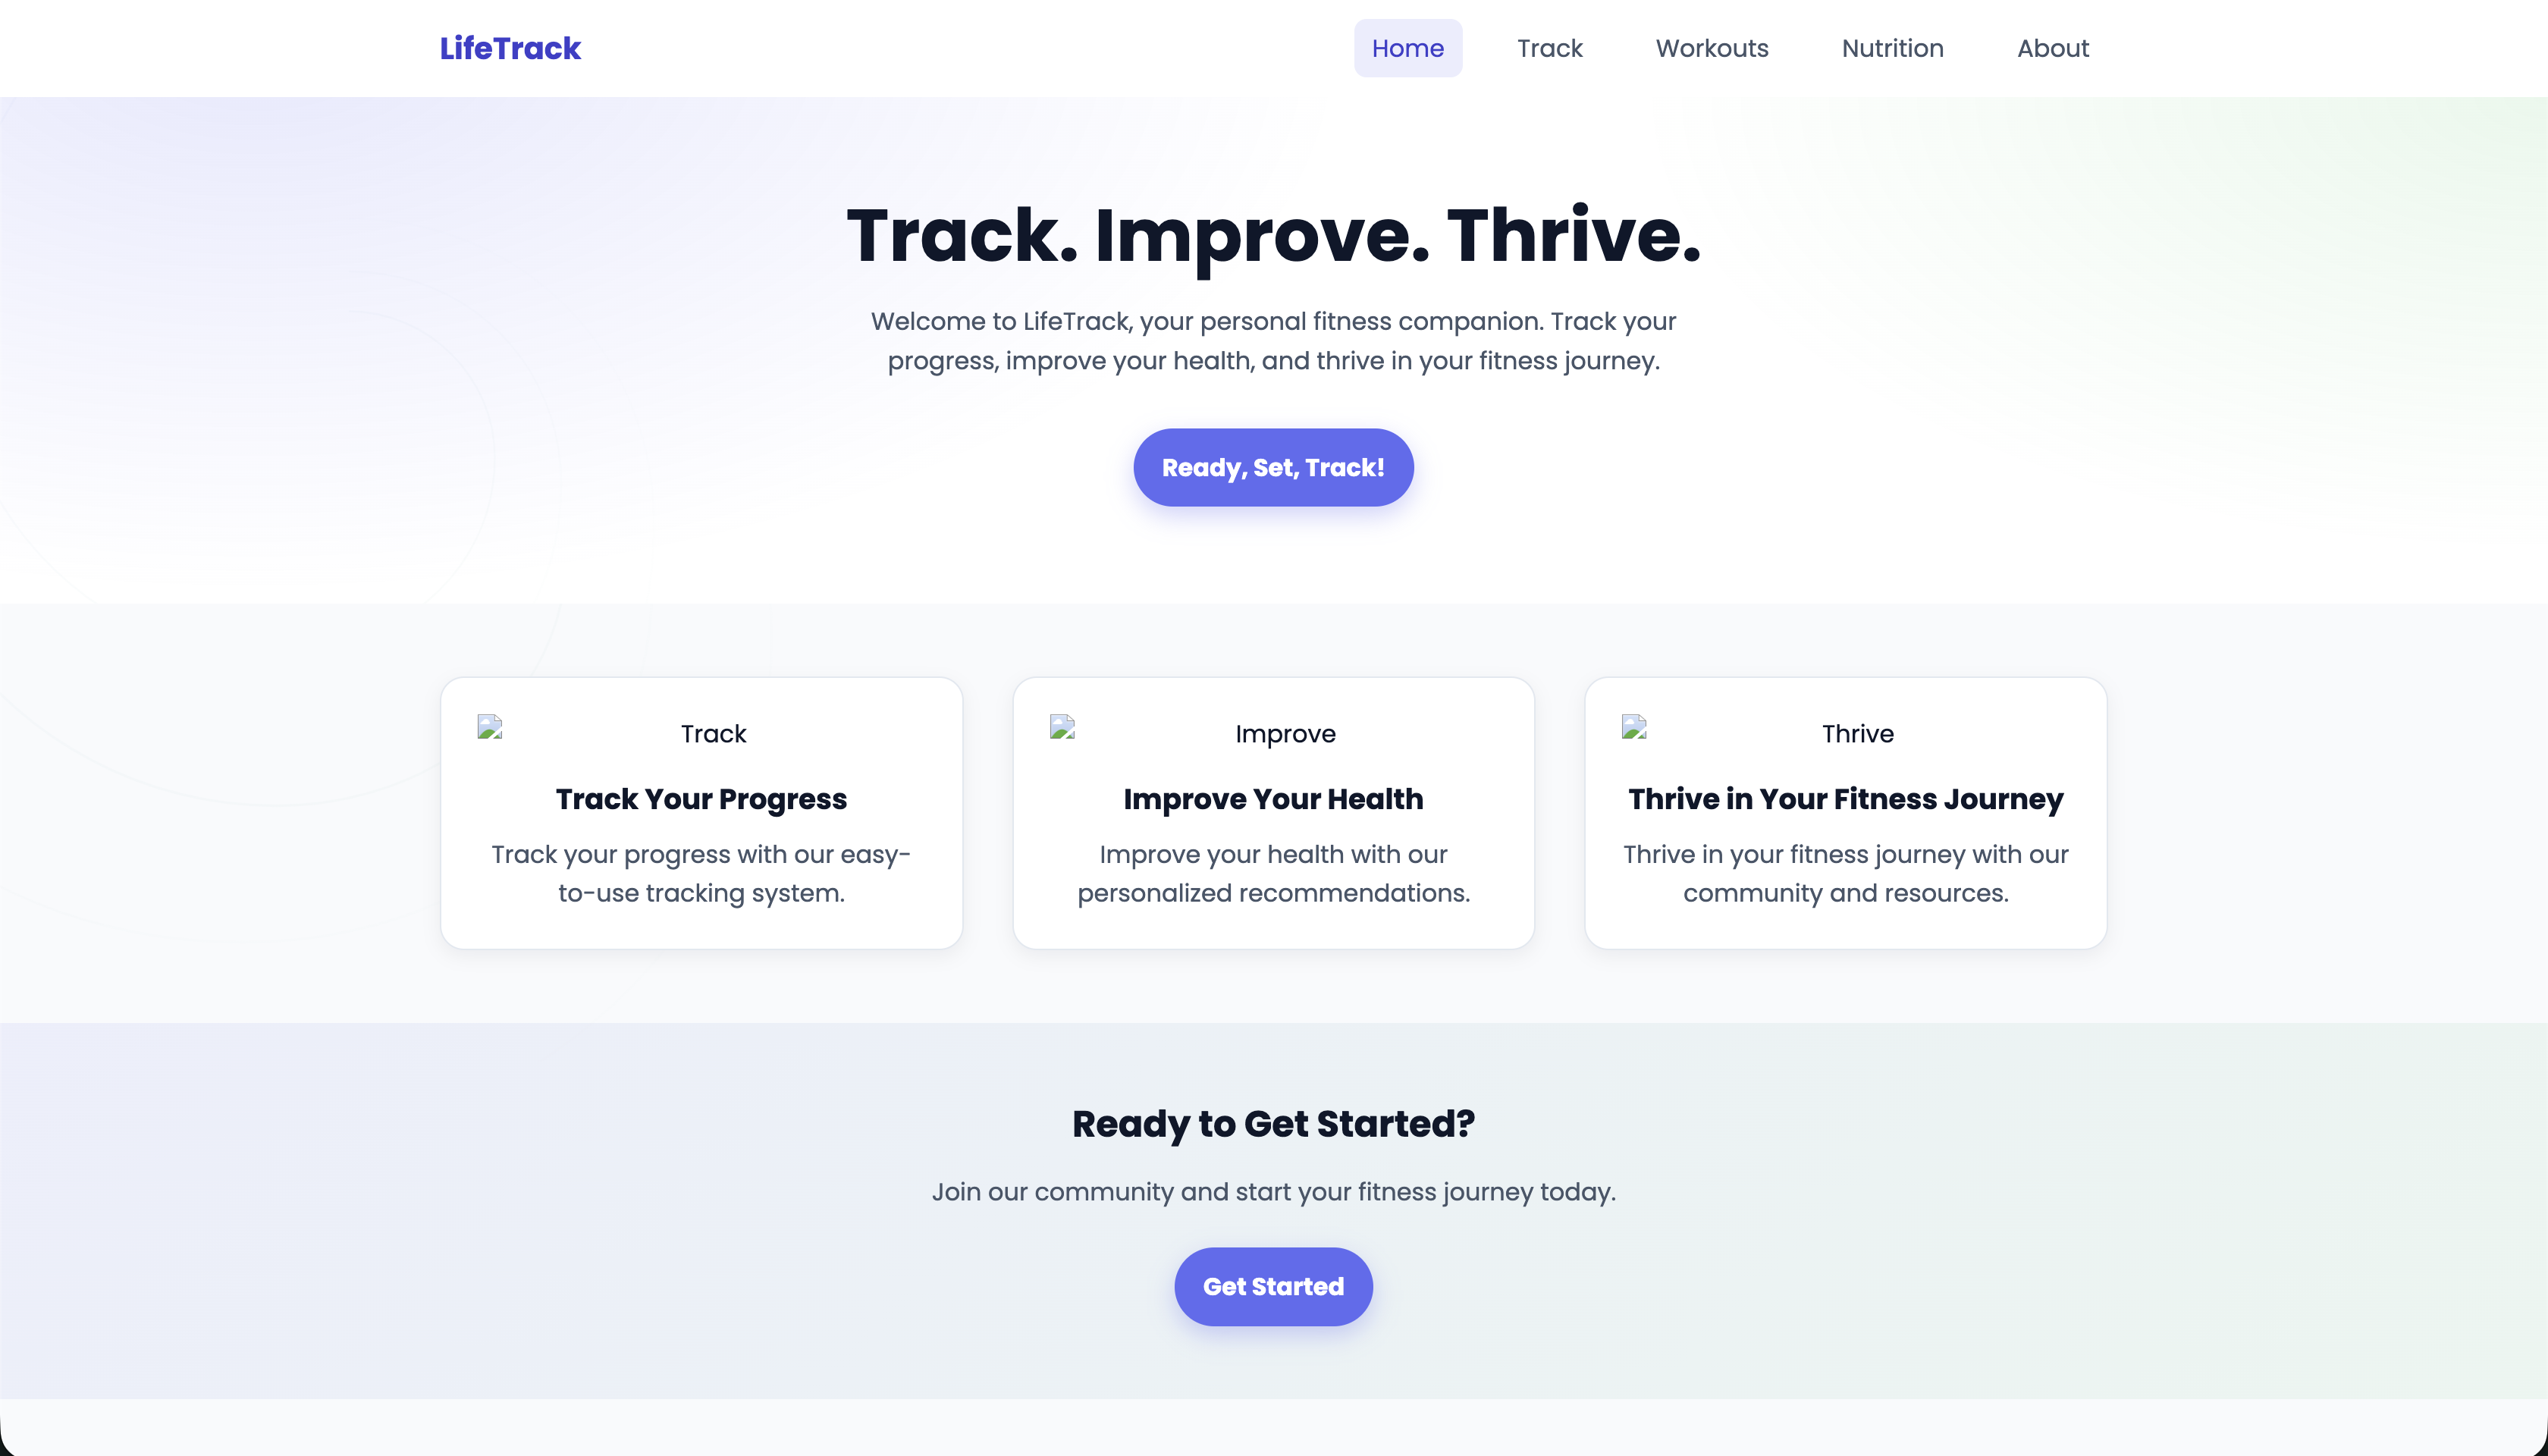 LifeTrack
Home
Track
Workouts
Nutrition
About
Track. Improve. Thrive.
Welcome to LifeTrack, your personal fitness companion. Track your
progress, improve your health, and thrive in your fitness journey.
Ready, Set, Track!
Track
Track Your Progress
Track your progress with our easy-
to-use tracking system.
Improve
Improve Your Health
Improve your health with our
personalized recommendations.
Thrive
Thrive in Your Fitness Journey
Thrive in your fitness journey with our
community and resources.
Ready to Get Started?
Join our community and start your fitness journey today.
Get Started